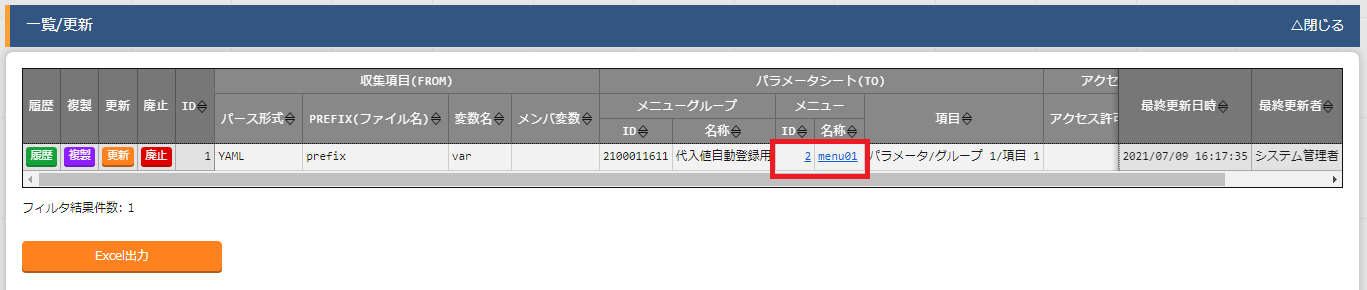 一覧/更新 △閉じる
履歴 複製 更新 廃止 ID 収集項目(FROM) パラメータシート(TO) アクセ 最終更新日時 最終更新者
パース形式 PREFIX(ファイル名) 変数名 メンバ変数 メニューグループ メニュー 項目 アクセス許可
ID 名称 ID 名称
履歴 複製 更新 廃止 1 YAML prefix var 2100011611 代入値自動登録用 2 menu01 パラメータ/グループ 1/項目 1 2021/07/09 16:17:35 システム管理者
フィルタ結果件数: 1
Excel出力